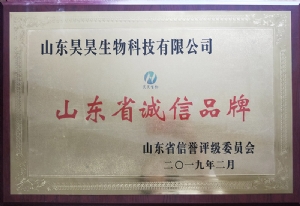 山东昊昊生物科技有限公司
山东省诚信品牌
山东省信誉评级委员会
二〇一九年二月